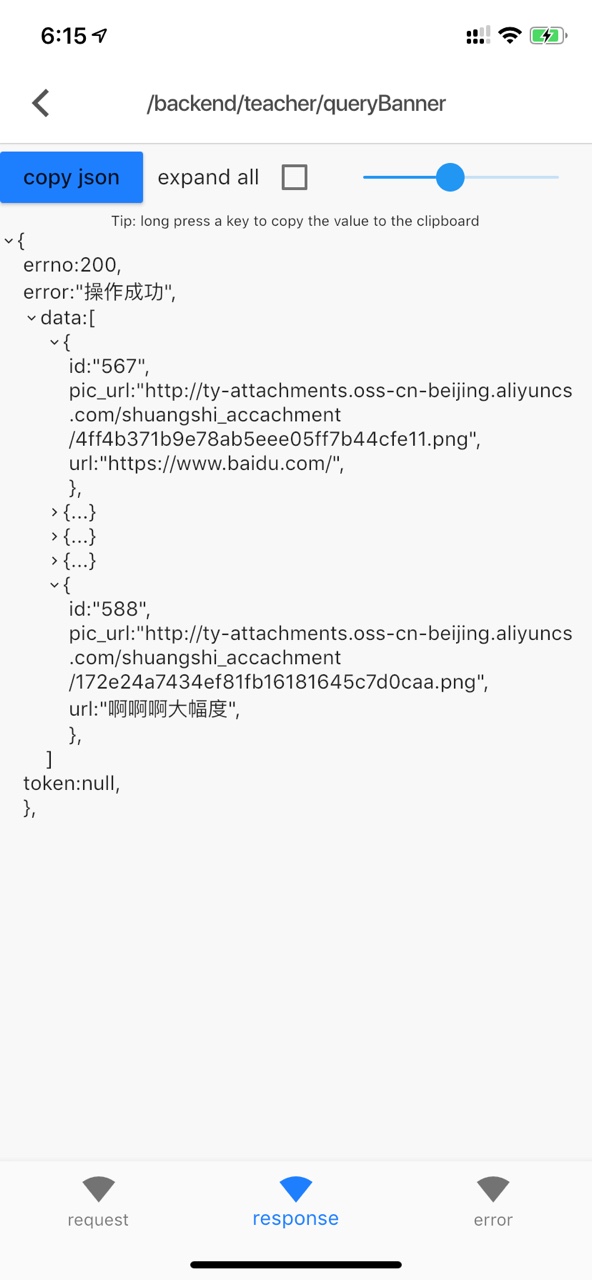 6:15
/backend/teacher/queryBanner
copy json expand all
Tip: long press a key to copy the value to the clipboard
{
errno:200,
error:"操作成功",
data:[
{
id:"567",
pic_url:"http://ty-attachments.oss-cn-beijing.aliyuncs
.com/shuangshi_accachment
/4ff4b371b9e78ab5eee05ff7b44cfe11.png",
url:"https://www.baidu.com/",
},
{...}
{...}
{...}
{
id:"588",
pic_url:"http://ty-attachments.oss-cn-beijing.aliyuncs
.com/shuangshi_accachment
/172e24a7434ef81fb16181645c7d0caa.png",
url:"啊啊啊大幅度",
},
]
token:null,
},
request response error